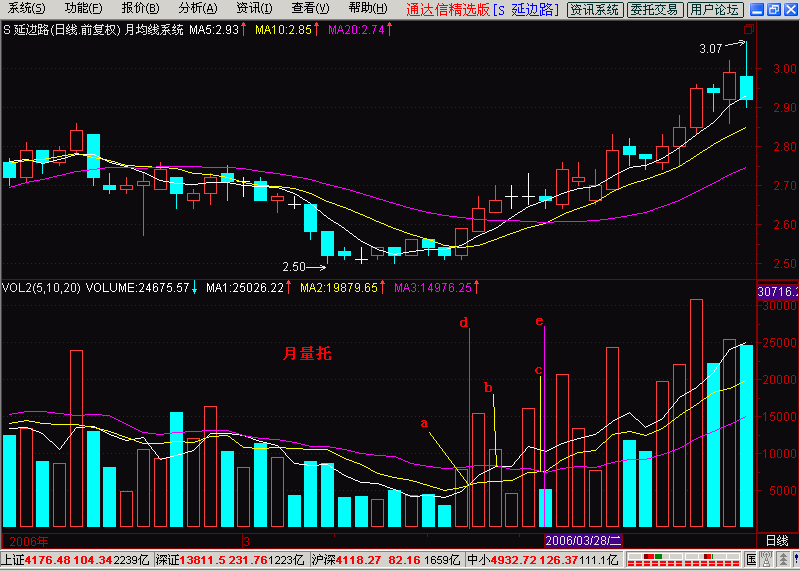 系统(S) 功能(F) 报价(B) 分析(A) 资讯(I) 查看(V) 帮助(H) 通达信精选版[S 延边路] 资讯系统 委托交易 用户论坛
S 延边路(日线.前复权) 月均线系统 MA5:2.93↑ MA10:2.85↑ MA20:2.74↑
3.07→
3.00
2.90
2.80
2.70
2.60
2.50
2.50→
VOL2(5,10,20) VOLUME:24675.57↓ MA1:25026.22↑ MA2:19879.65↑ MA3:14976.25↑
30716.2
30000
d e
25000
月量托
c
20000
b
15000
a
10000
5000
2006年 3 2006/03/28/二 日线
上证4176.48 104.34 2239亿 深证13811.5 231.76 1223亿 沪深4118.27 82.16 1659亿 中小4932.72 126.37 111.1亿 国